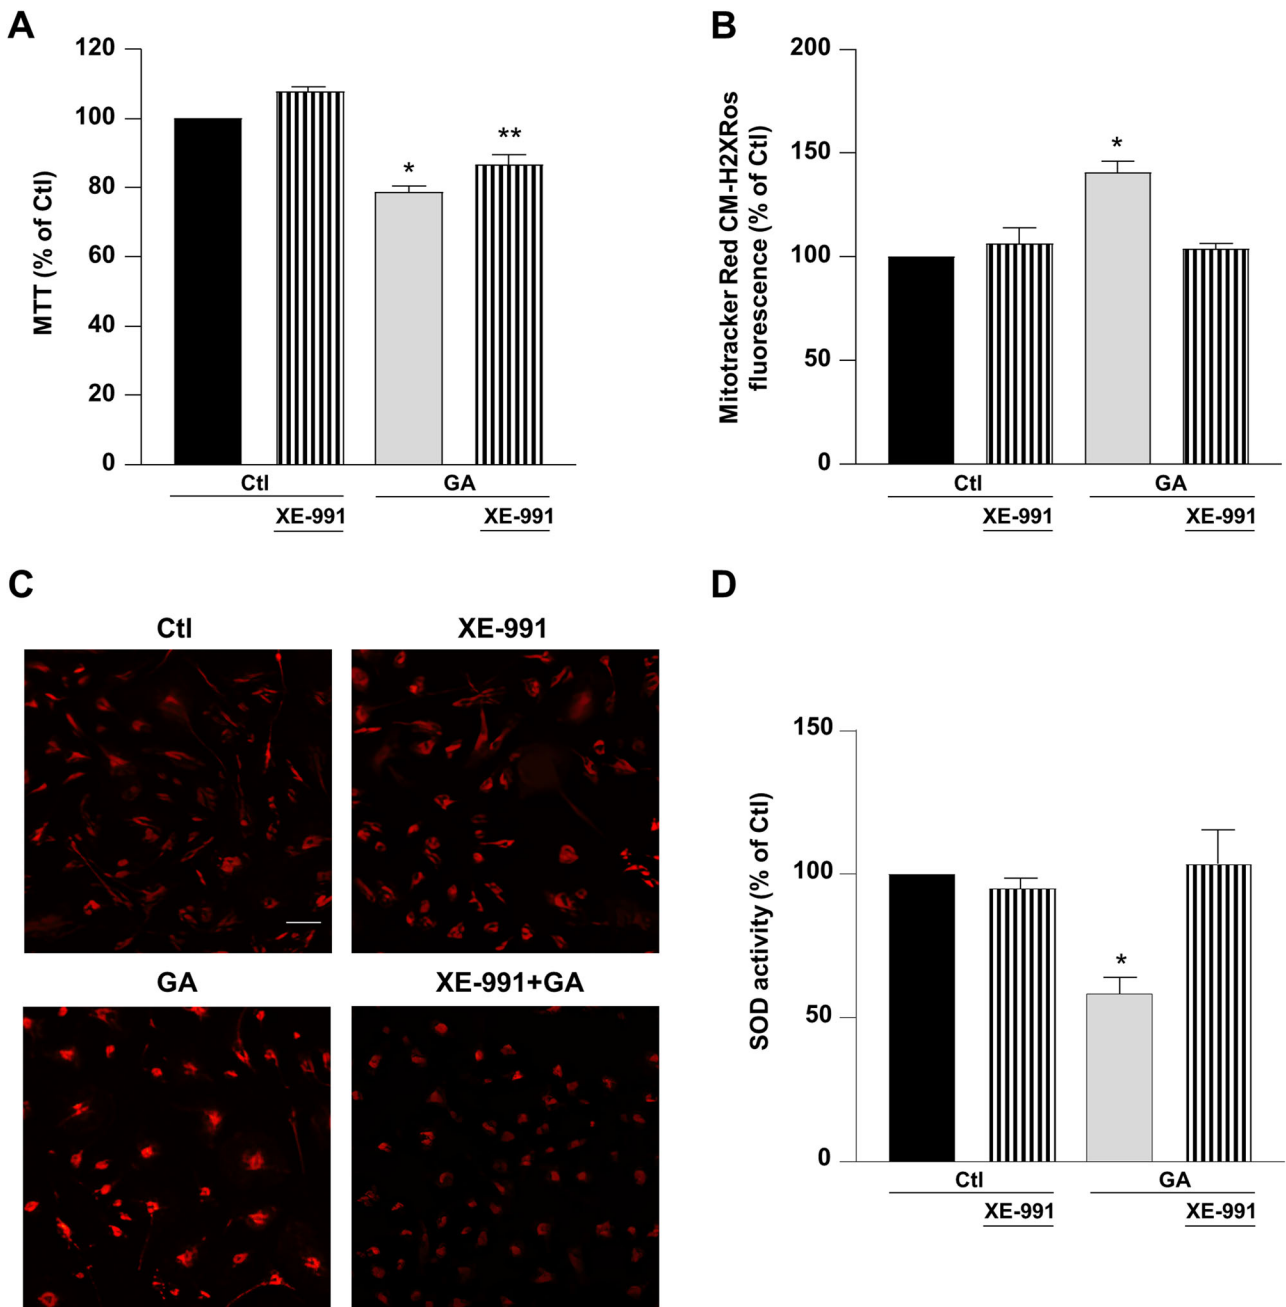 A
MTT (% of Ctl)
120
100
80
60
40
20
0
*
**
Ctl
GA
XE-991
XE-991
B
Mitotracker Red CM-H2XRos
fluorescence (% of Ctl)
200
150
100
50
0
*
Ctl
GA
XE-991
XE-991
C
Ctl
XE-991
GA
XE-991+GA
D
SOD activity (% of Ctl)
150
100
50
0
*
Ctl
GA
XE-991
XE-991